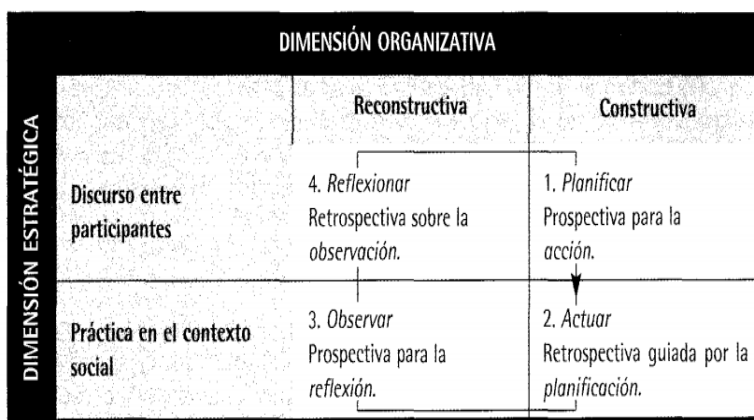 DIMENSIÓN ORGANIZATIVA
DIMENSIÓN ESTRATÉGICA
Reconstructiva
Constructiva
Discurso entre
participantes
4. Reflexionar
Retrospectiva sobre la
observación.
1. Planificar
Prospectiva para la
acción.
Práctica en el contexto
social
3. Observar
Prospectiva para la
reflexión.
2. Actuar
Retrospectiva guiada por la
planificación.